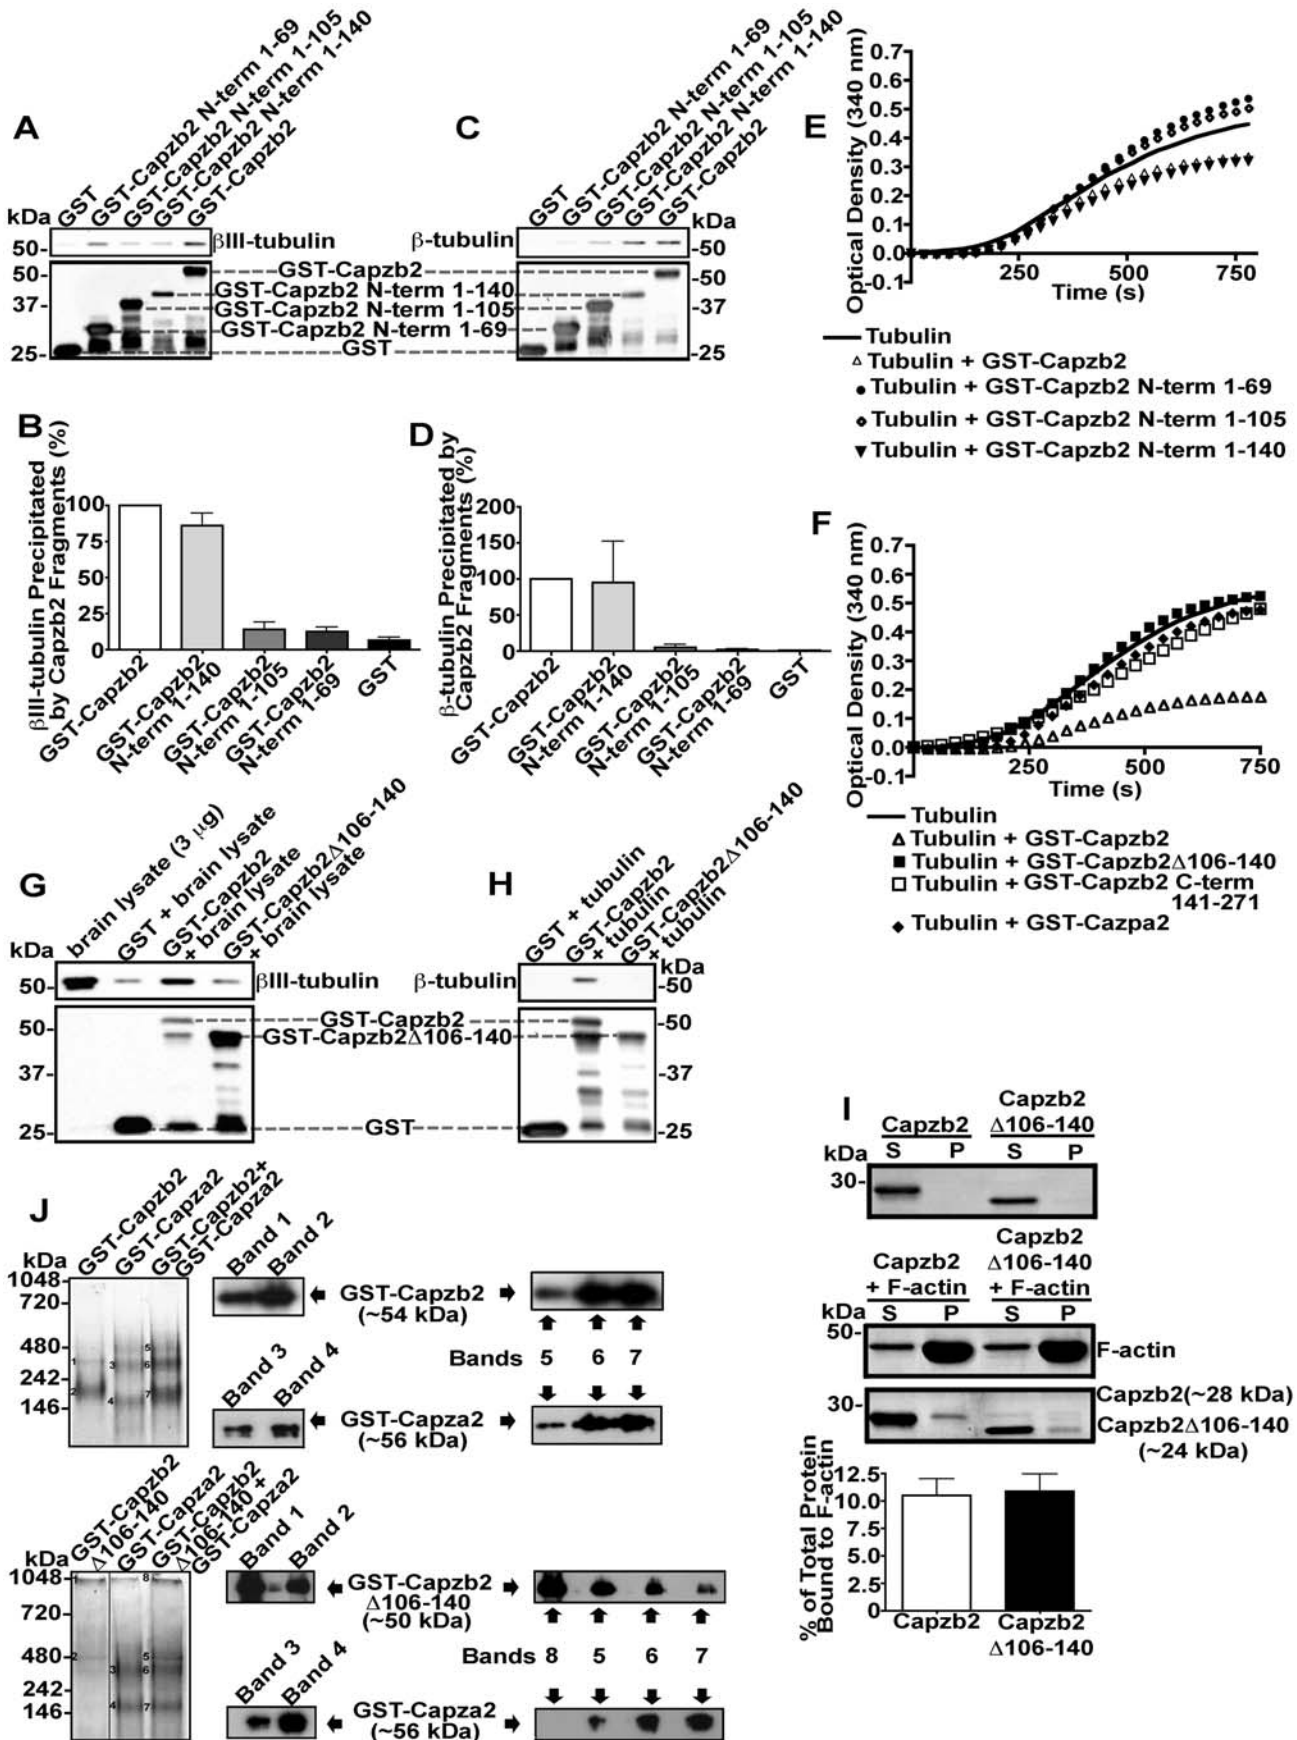 A
GST
GST-Capzb2 N-term 1-69
GST-Capzb2 N-term 1-105
GST-Capzb2 N-term 1-140
GST-Capzb2
kDa
50-
50-
37-
25-
βIII-tubulin
GST-Capzb2
GST-Capzb2 N-term 1-140
GST-Capzb2 N-term 1-105
GST-Capzb2 N-term 1-69
GST
C
GST
GST-Capzb2 N-term 1-69
GST-Capzb2 N-term 1-105
GST-Capzb2 N-term 1-140
GST-Capzb2
β-tubulin
kDa
-50
-50
-37
-25
E
Optical Density (340 nm)
0.7
0.6
0.5
0.4
0.3
0.2
0.1
0.0
-0.1
250
500
750
Time (s)
Tubulin
Tubulin + GST-Capzb2
Tubulin + GST-Capzb2 N-term 1-69
Tubulin + GST-Capzb2 N-term 1-105
Tubulin + GST-Capzb2 N-term 1-140
B
βIII-tubulin Precipitated
by Capzb2 Fragments (%)
100
75
50
25
0
GST-Capzb2
GST-Capzb2
N-term 1-140
GST-Capzb2
N-term 1-105
GST-Capzb2
N-term 1-69
GST
D
β-tubulin Precipitated by
Capzb2 Fragments (%)
200
150
100
50
0
GST-Capzb2
GST-Capzb2
N-term 1-140
GST-Capzb2
N-term 1-105
GST-Capzb2
N-term 1-69
GST
F
Optical Density (340 nm)
0.7
0.6
0.5
0.4
0.3
0.2
0.1
0.0
-0.1
250
500
750
Time (s)
Tubulin
Tubulin + GST-Capzb2
Tubulin + GST-Capzb2Δ106-140
Tubulin + GST-Capzb2 C-term
141-271
Tubulin + GST-Cazpa2
G
brain lysate (3 μg)
GST + brain lysate
GST-Capzb2
+ brain lysate
GST-Capzb2Δ106-140
+ brain lysate
kDa
50-
50-
37-
25-
βIII-tubulin
GST-Capzb2
GST-Capzb2Δ106-140
GST
H
GST + tubulin
GST-Capzb2
+ tubulin
GST-Capzb2Δ106-140
+ tubulin
β-tubulin
kDa
-50
-50
-37
-25
I
Capzb2
Capzb2
Δ106-140
kDa
S
P
S
P
30-
Capzb2
+ F-actin
Capzb2
Δ106-140
+ F-actin
kDa
S
P
S
P
50-
F-actin
30-
Capzb2(~28 kDa)
Capzb2Δ106-140
(~24 kDa)
% of Total Protein
Bound to F-actin
12.5
10.0
7.5
5.0
2.5
0
Capzb2
Capzb2
Δ106-140
J
GST-Capzb2
GST-Capza2
GST-Capzb2+
GST-Capza2
kDa
1048-
720-
480-
242-
146-
1
2
3
4
5
6
7
Band 1
Band 2
GST-Capzb2
(~54 kDa)
Bands
5
6
7
Band 3
Band 4
GST-Capza2
(~56 kDa)
GST-Capzb2
Δ106-140
GST-Capza2
GST-Capzb2
Δ106-140 +
GST-Capza2
kDa
1048-
720-
480-
242-
146-
1
2
3
4
8
5
6
7
Band 1
Band 2
GST-Capzb2
Δ106-140
(~50 kDa)
Bands
8
5
6
7
Band 3
Band 4
GST-Capza2
(~56 kDa)